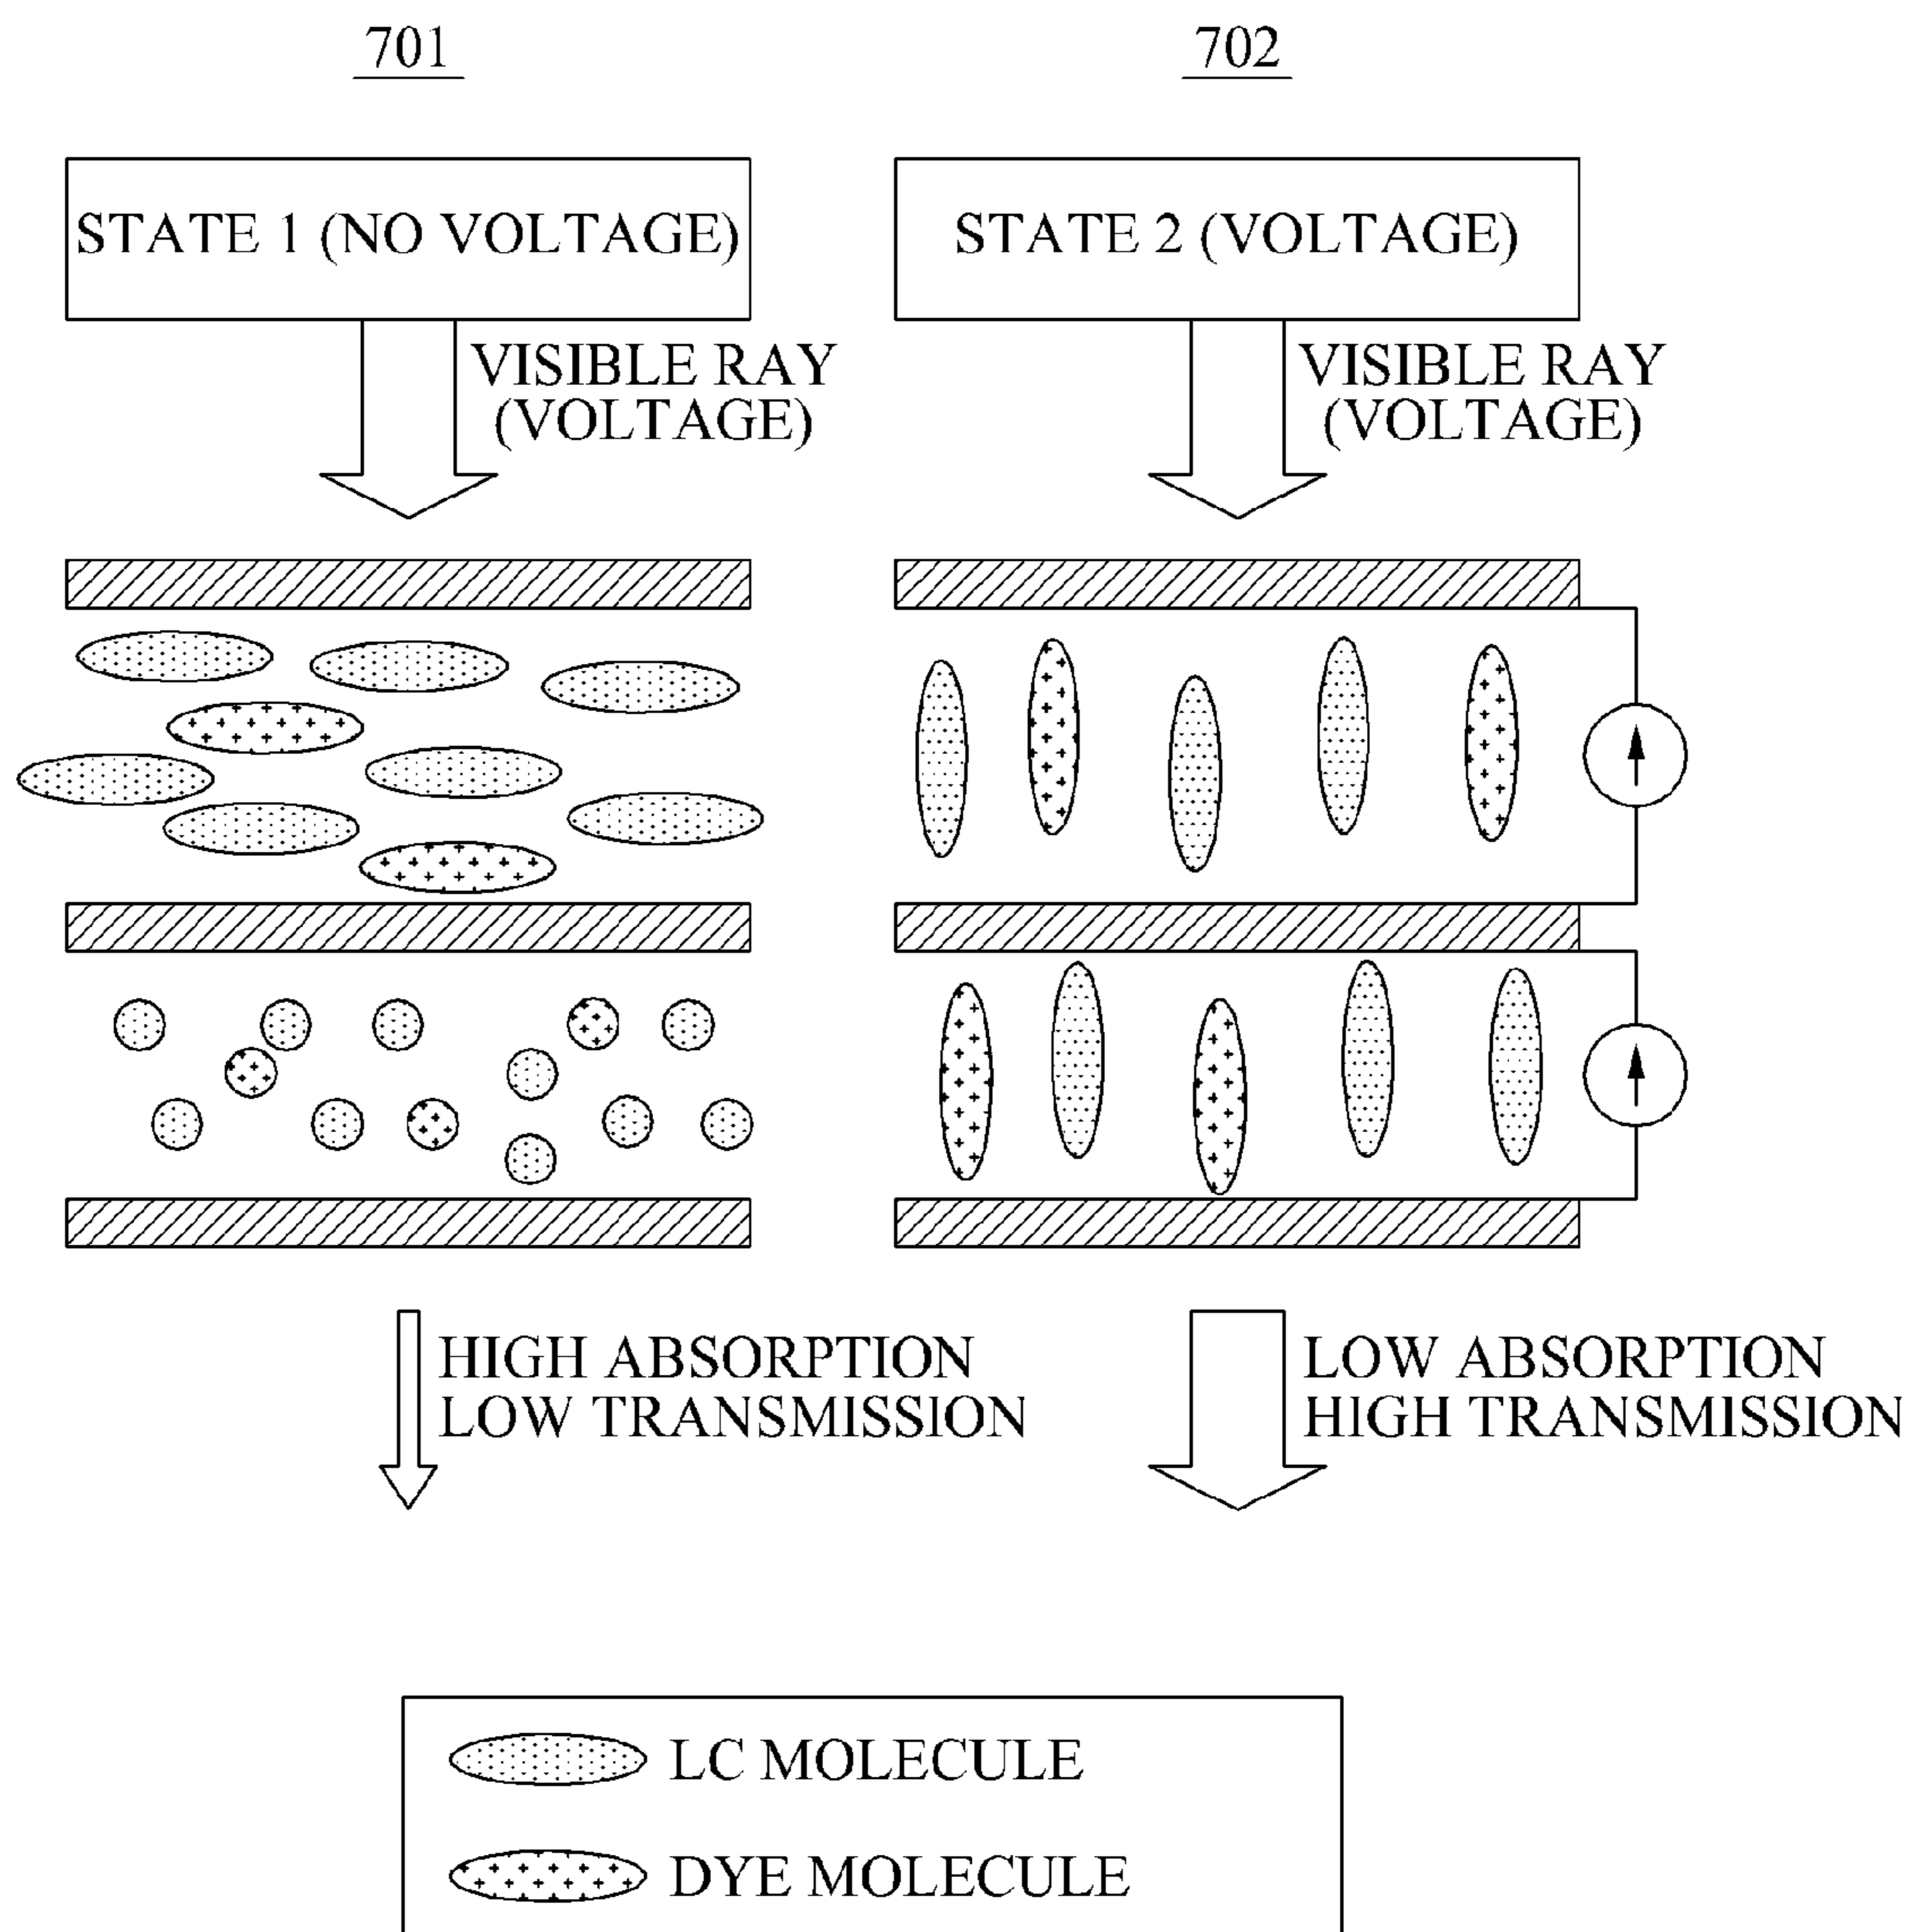 701
702
STATE 1 (NO VOLTAGE)
STATE 2 (VOLTAGE)
VISIBLE RAY
(VOLTAGE)
VISIBLE RAY
(VOLTAGE)
HIGH ABSORPTION
LOW TRANSMISSION
LOW ABSORPTION
HIGH TRANSMISSION
LC MOLECULE
DYE MOLECULE